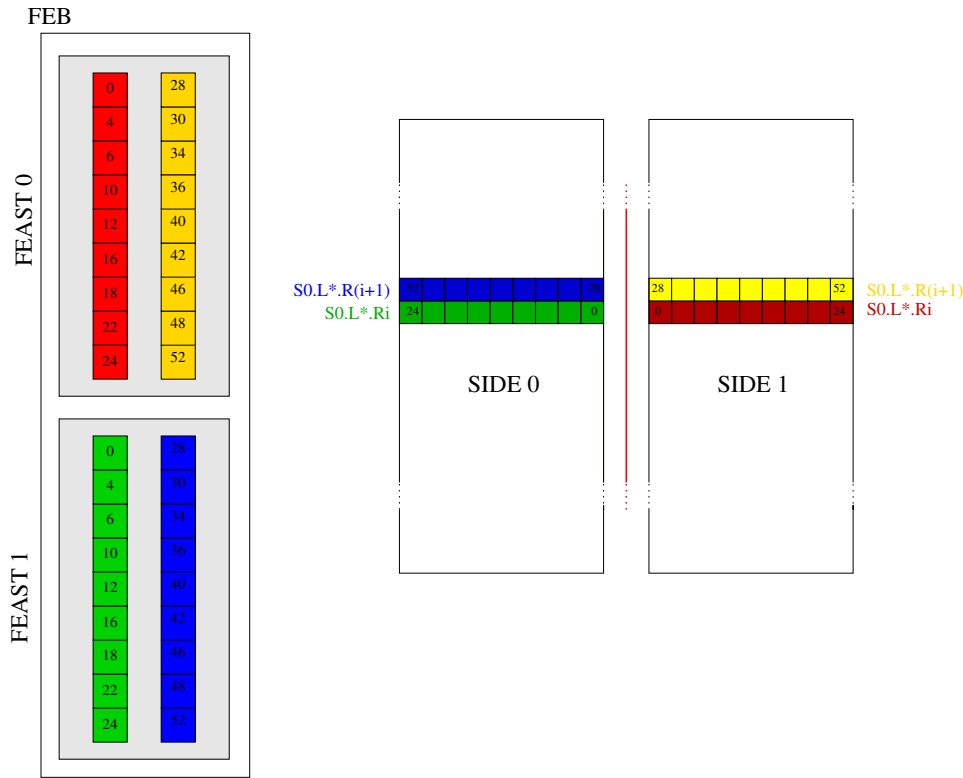 FEB
FEAST 0
0 28
4 30
6 34
10 36
12 40
16 42
18 46
22 48
24 52
FEAST 1
0 28
4 30
6 34
10 36
12 40
16 42
18 46
22 48
24 52
S0.L*.R(i+1) 52 28
S0.L*.Ri 24 0
SIDE 0
28 52 S0.L*.R(i+1)
0 24 S0.L*.Ri
SIDE 1